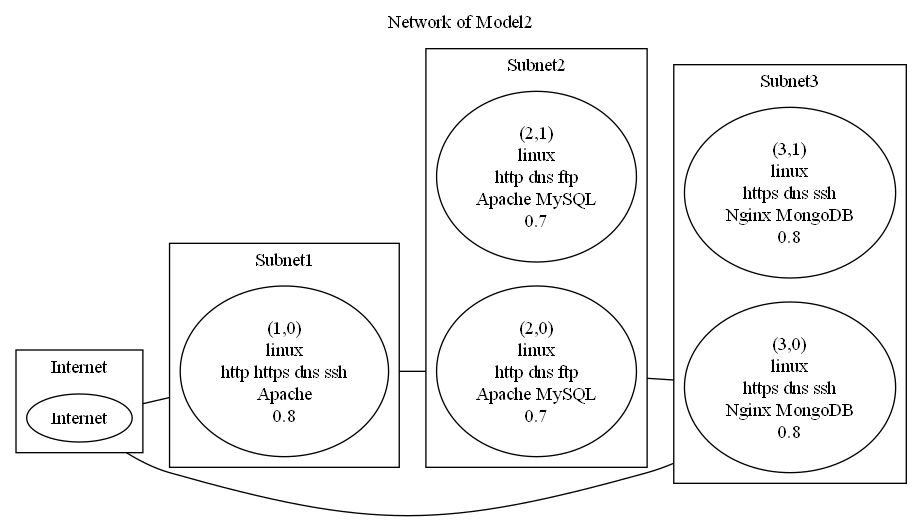 Network of Model2
Internet
Internet
Subnet1
(1,0)
linux
http https dns ssh
Apache
0.8
Subnet2
(2,1)
linux
http dns ftp
Apache MySQL
0.7
(2,0)
linux
http dns ftp
Apache MySQL
0.7
Subnet3
(3,1)
linux
https dns ssh
Nginx MongoDB
0.8
(3,0)
linux
https dns ssh
Nginx MongoDB
0.8